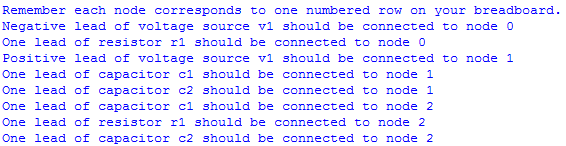 Remember each node corresponds to one numbered row on your breadboard.
Negative lead of voltage source v1 should be connected to node 0
One lead of resistor r1 should be connected to node 0
Positive lead of voltage source v1 should be connected to node 1
One lead of capacitor c1 should be connected to node 1
One lead of capacitor c2 should be connected to node 1
One lead of capacitor c1 should be connected to node 2
One lead of resistor r1 should be connected to node 2
One lead of capacitor c2 should be connected to node 2